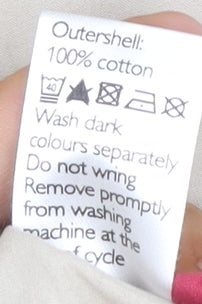 Outershell:
100% cotton
40
Wash dark
colours separately
Do not wring
Remove promptly
from washing
machine at the
of cycle